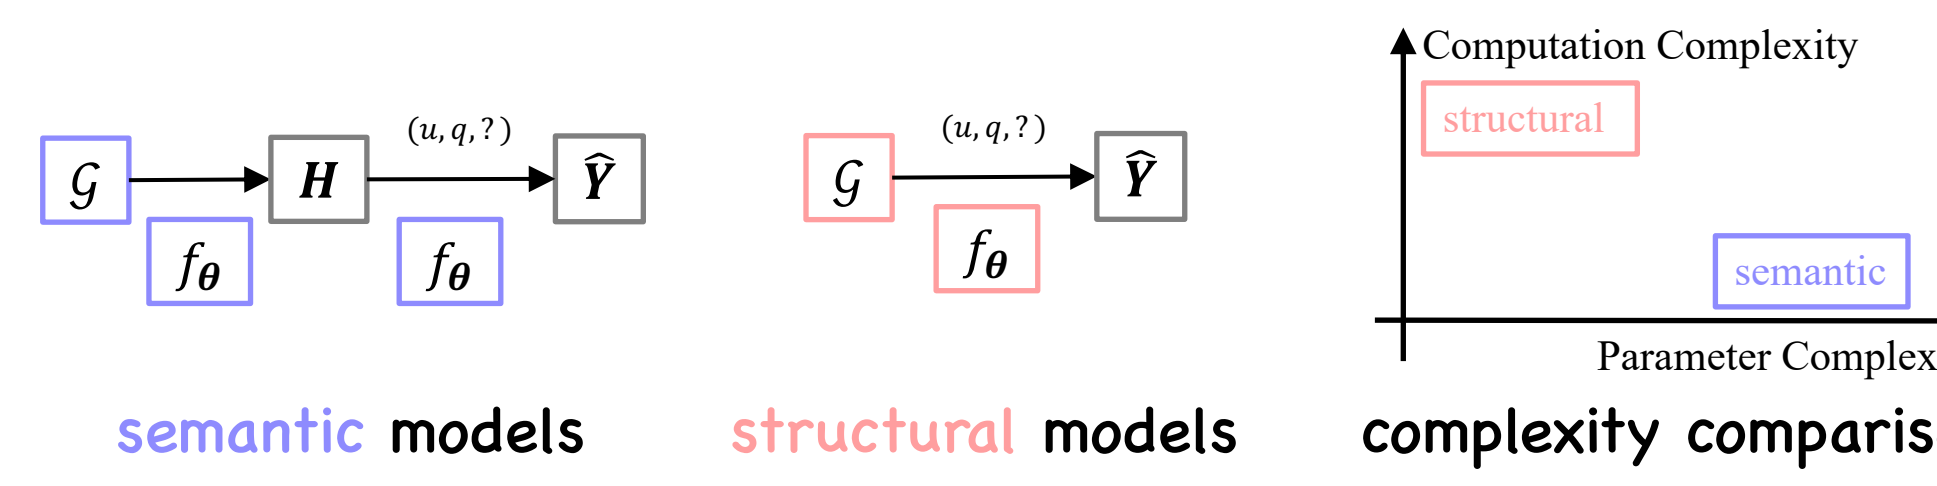 𝒢
H
(u, q, ?)
Ŷ
f_θ
f_θ
semantic models
𝒢
(u, q, ?)
Ŷ
f_θ
structural models
Computation Complexity
structural
semantic
Parameter Complex
complexity comparis